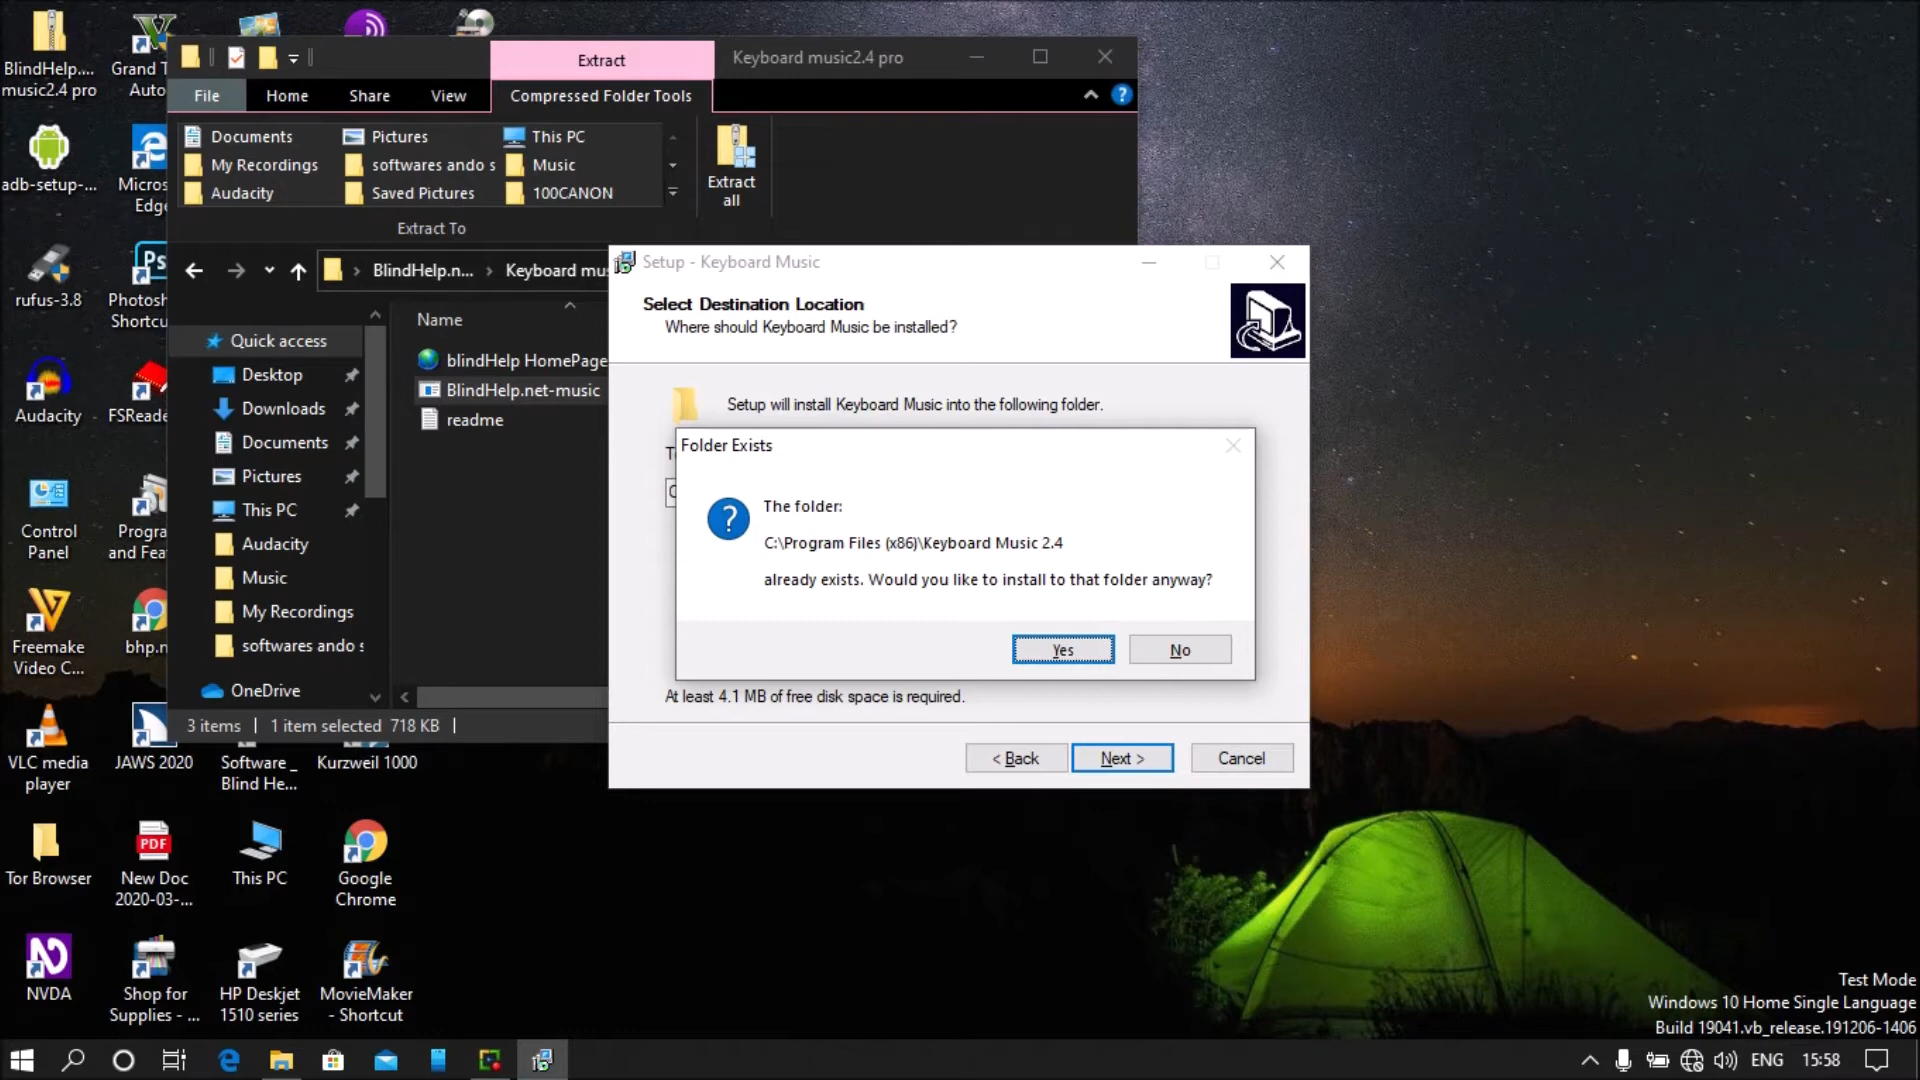 BlindHelp....
music2.4 pro
Grand T
Auto
adb-setup-...
Micros
Edge
rufus-3.8
Photosh
Shortcu
Audacity
FSReade
Control
Panel
Progra
and Fea
Freemake
Video C...
bhp.n
VLC media
player
JAWS 2020
Software _
Blind He...
Kurzweil 1000
Tor Browser
PDF
New Doc
2020-03-...
This PC
Google
Chrome
NVDA
Shop for
Supplies - ...
HP Deskjet
1510 series
MovieMaker
- Shortcut
Extract
Keyboard music2.4 pro
File
Home
Share
View
Compressed Folder Tools
Documents
Pictures
This PC
My Recordings
softwares ando s
Music
Audacity
Saved Pictures
100CANON
Extract
all
Extract To
BlindHelp.n...
Keyboard mu
Name
Quick access
Desktop
Downloads
Documents
Pictures
This PC
Audacity
Music
My Recordings
softwares ando s
OneDrive
blindHelp HomePage
BlindHelp.net-music
readme
3 items
1 item selected 718 KB
Setup - Keyboard Music
Select Destination Location
Where should Keyboard Music be installed?
Setup will install Keyboard Music into the following folder.
Folder Exists
The folder:
C:\Program Files (x86)\Keyboard Music 2.4
already exists. Would you like to install to that folder anyway?
Yes
No
At least 4.1 MB of free disk space is required.
< Back
Next >
Cancel
Test Mode
Windows 10 Home Single Language
Build 19041.vb_release.191206-1406
ENG
15:58